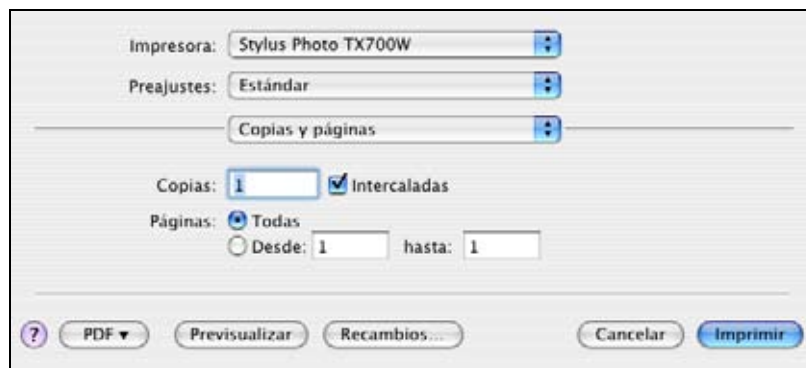 Impresora: Stylus Photo TX700W
Preajustes: Estándar
Copias y páginas
Copias: 1 Intercaladas
Páginas: Todas
Desde: 1 hasta: 1
? PDF ▼ Previsualizar Recambios... Cancelar Imprimir